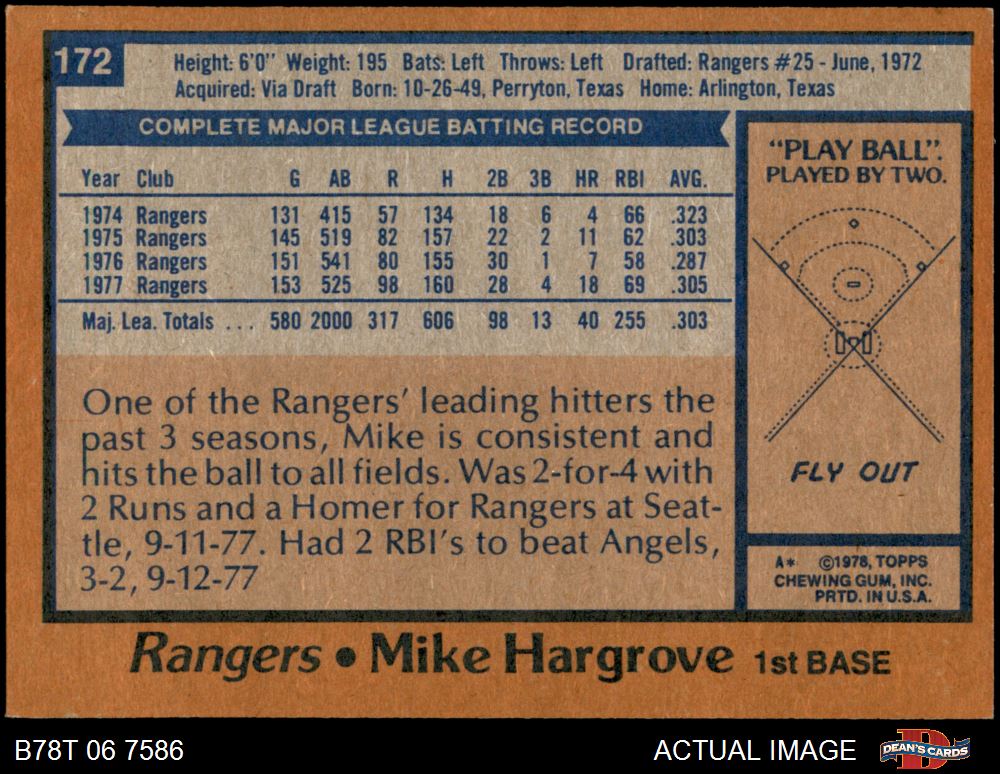 172
Height: 6'0" Weight: 195 Bats: Left Throws: Left Drafted: Rangers #25 - June, 1972
Acquired: Via Draft Born: 10-26-49, Perryton, Texas Home: Arlington, Texas
COMPLETE MAJOR LEAGUE BATTING RECORD
Year Club G AB R H 2B 3B HR RBI AVG.
1974 Rangers 131 415 57 134 18 6 4 66 .323
1975 Rangers 145 519 82 157 22 2 11 62 .303
1976 Rangers 151 541 80 155 30 1 7 58 .287
1977 Rangers 153 525 98 160 28 4 18 69 .305
Maj. Lea. Totals ... 580 2000 317 606 98 13 40 255 .303
One of the Rangers' leading hitters the
past 3 seasons, Mike is consistent and
hits the ball to all fields. Was 2-for-4 with
2 Runs and a Homer for Rangers at Seat-
tle, 9-11-77. Had 2 RBI's to beat Angels,
3-2, 9-12-77
"PLAY BALL".
PLAYED BY TWO.
FLY OUT
A* ©1978, TOPPS
CHEWING GUM, INC.
PRTD. IN U.S.A.
Rangers • Mike Hargrove 1st BASE
B78T 06 7586 ACTUAL IMAGE
DEAN'S CARDS